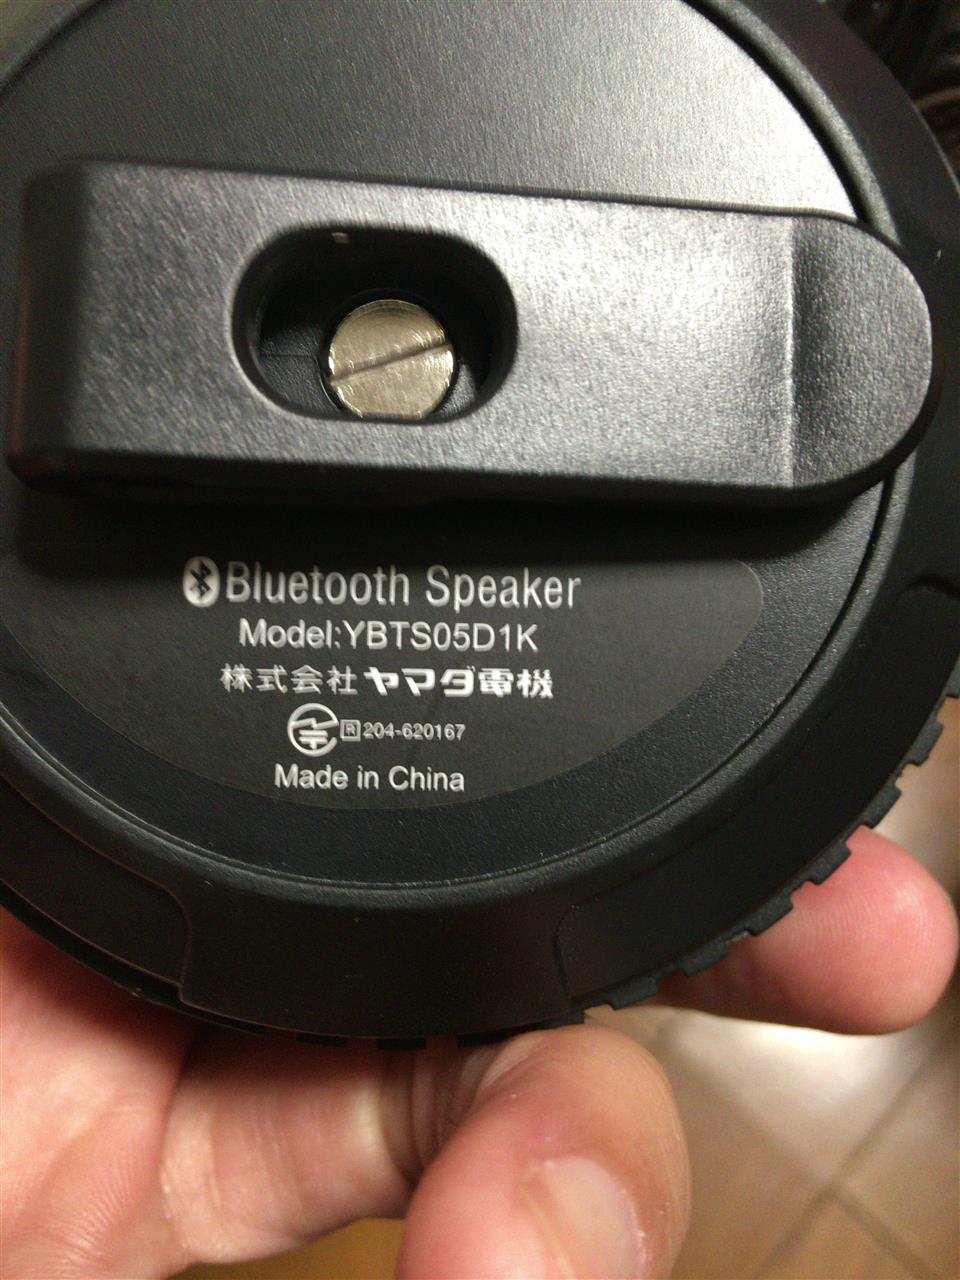 Bluetooth Speaker
Model:YBTS05D1K
株式会社ヤマダ電機
R 204-620167
Made in China